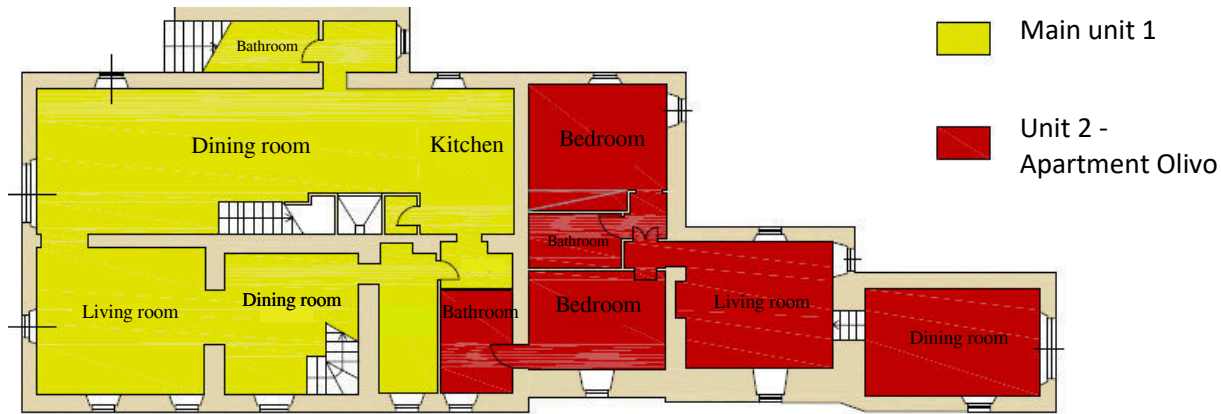 Main unit 1
Bathroom
Dining room
Kitchen
Bedroom
Unit 2 -
Apartment Olivo
Bathroom
Living room
Dining room
Bathroom
Bedroom
Living room
Dining room